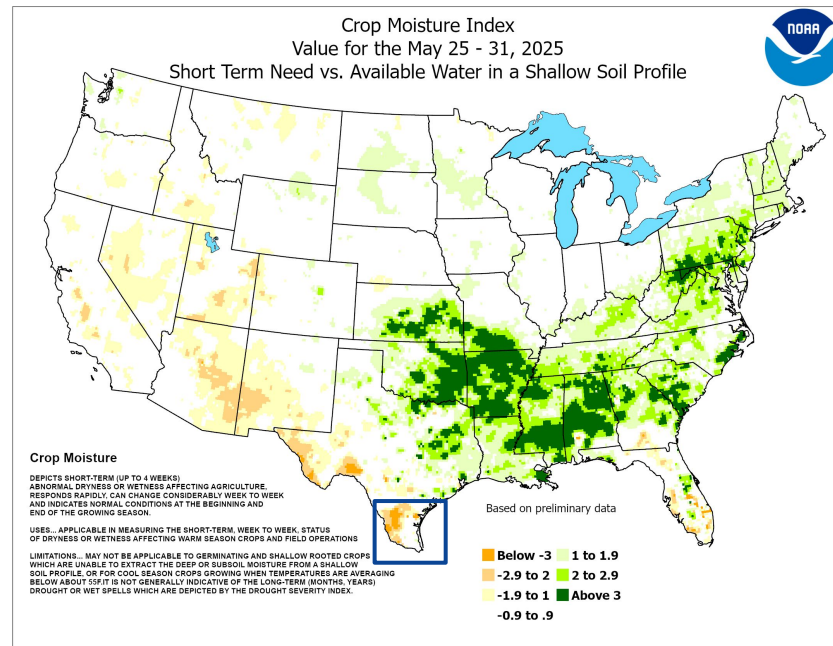 Crop Moisture Index
Value for the May 25 - 31, 2025
Short Term Need vs. Available Water in a Shallow Soil Profile
NOAA
Crop Moisture
DEPICTS SHORT-TERM (UP TO 4 WEEKS)
ABNORMAL DRYNESS OR WETNESS AFFECTING AGRICULTURE,
RESPONDS RAPIDLY, CAN CHANGE CONSIDERABLY WEEK TO WEEK
AND INDICATES NORMAL CONDITIONS AT THE BEGINNING AND
END OF THE GROWING SEASON.
USES... APPLICABLE IN MEASURING THE SHORT-TERM, WEEK TO WEEK, STATUS
OF DRYNESS OR WETNESS AFFECTING WARM SEASON CROPS AND FIELD OPERATIONS
LIMITATIONS... MAY NOT BE APPLICABLE TO GERMINATING AND SHALLOW ROOTED CROPS
WHICH ARE UNABLE TO EXTRACT THE DEEP OR SUBSOIL MOISTURE FROM A SHALLOW
SOIL PROFILE, OR FOR COOL SEASON CROPS GROWING WHEN TEMPERATURES ARE AVERAGING
BELOW ABOUT 55F.IT IS NOT GENERALLY INDICATIVE OF THE LONG-TERM (MONTHS, YEARS)
DROUGHT OR WET SPELLS WHICH ARE DEPICTED BY THE DROUGHT SEVERITY INDEX.
Based on preliminary data
Below -3
-2.9 to 2
-1.9 to 1
-0.9 to .9
1 to 1.9
2 to 2.9
Above 3